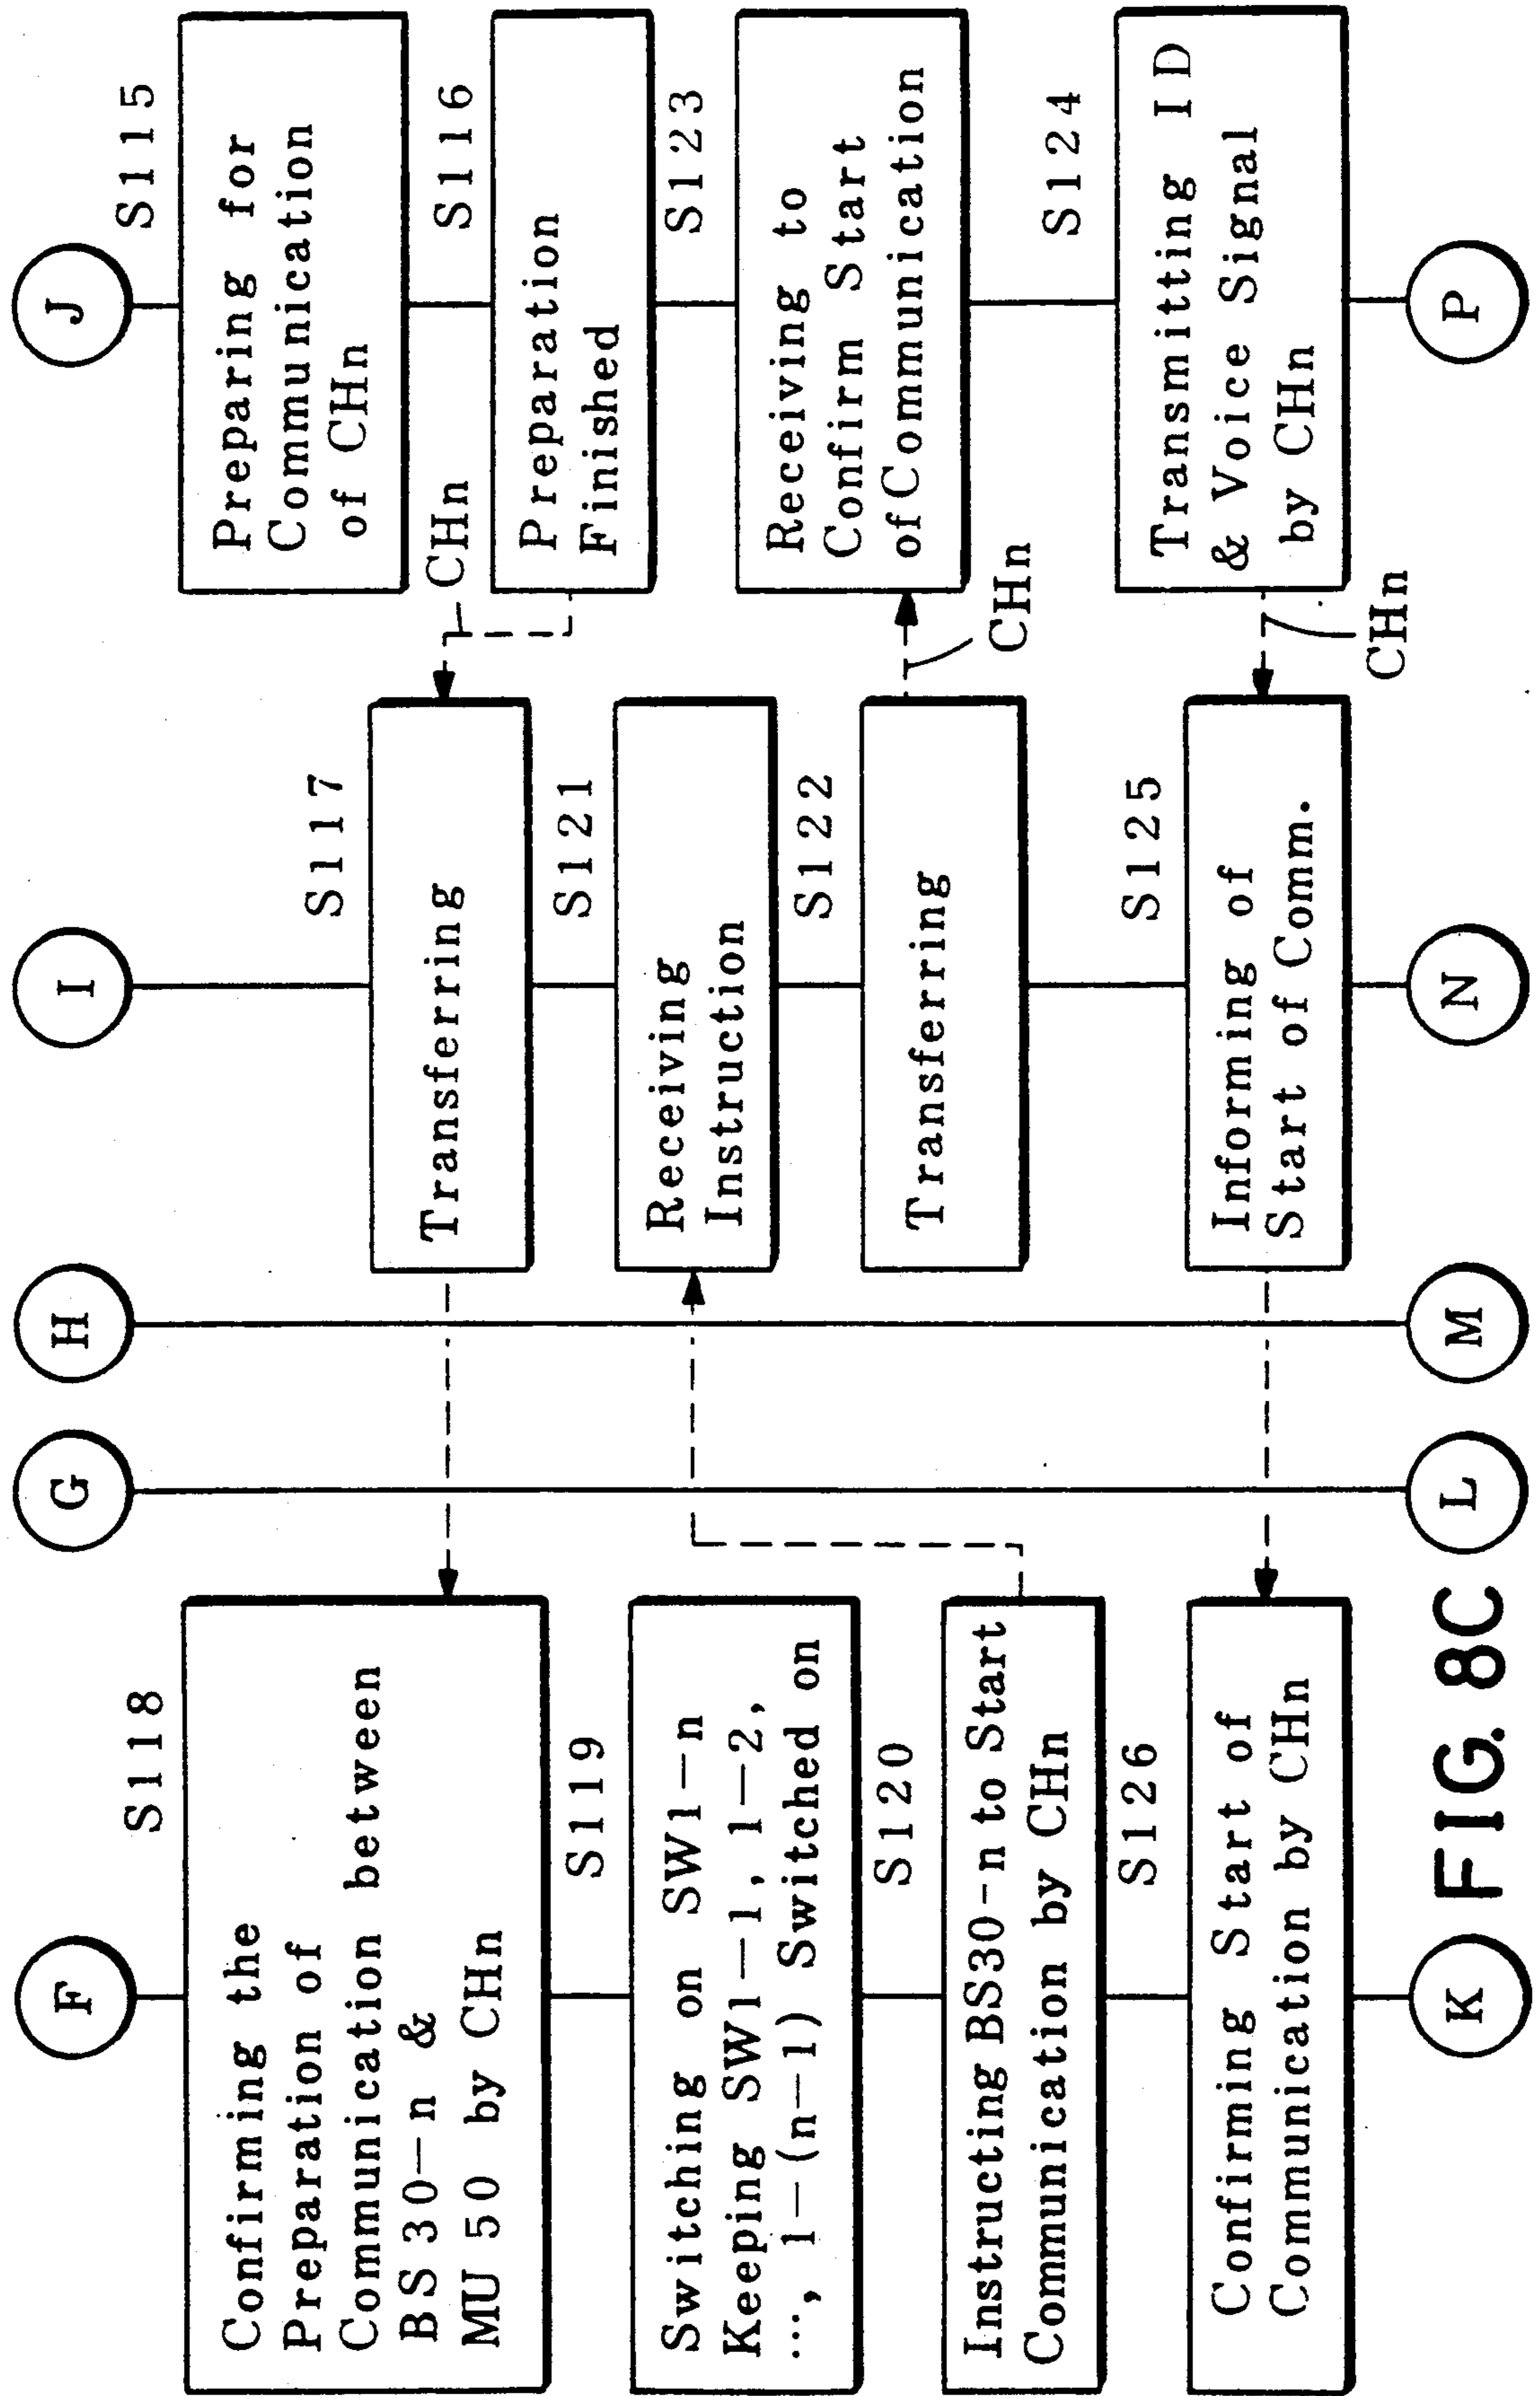 F
G
H
I
J
S118
Confirming the
Preparation of
Communication between
BS 30-n &
MU 50 by CHn
S119
Switching on SW1-n
Keeping SW1-1, 1-2,
..., 1-(n-1) Switched on
S120
Instructing BS30-n to Start
Communication by CHn
S126
Confirming Start of
Communication by CHn
S117
Transferring
S121
Receiving
Instruction
S122
Transferring
S125
Informing of
Start of Comm.
S115
Preparing for
Communication
of CHn
CHn
S116
Preparation
Finished
S123
Receiving to
Confirm Start
of Communication
CHn
S124
Transmitting ID
& Voice Signal
by CHn
CHn
K
L
M
N
P
FIG. 8C